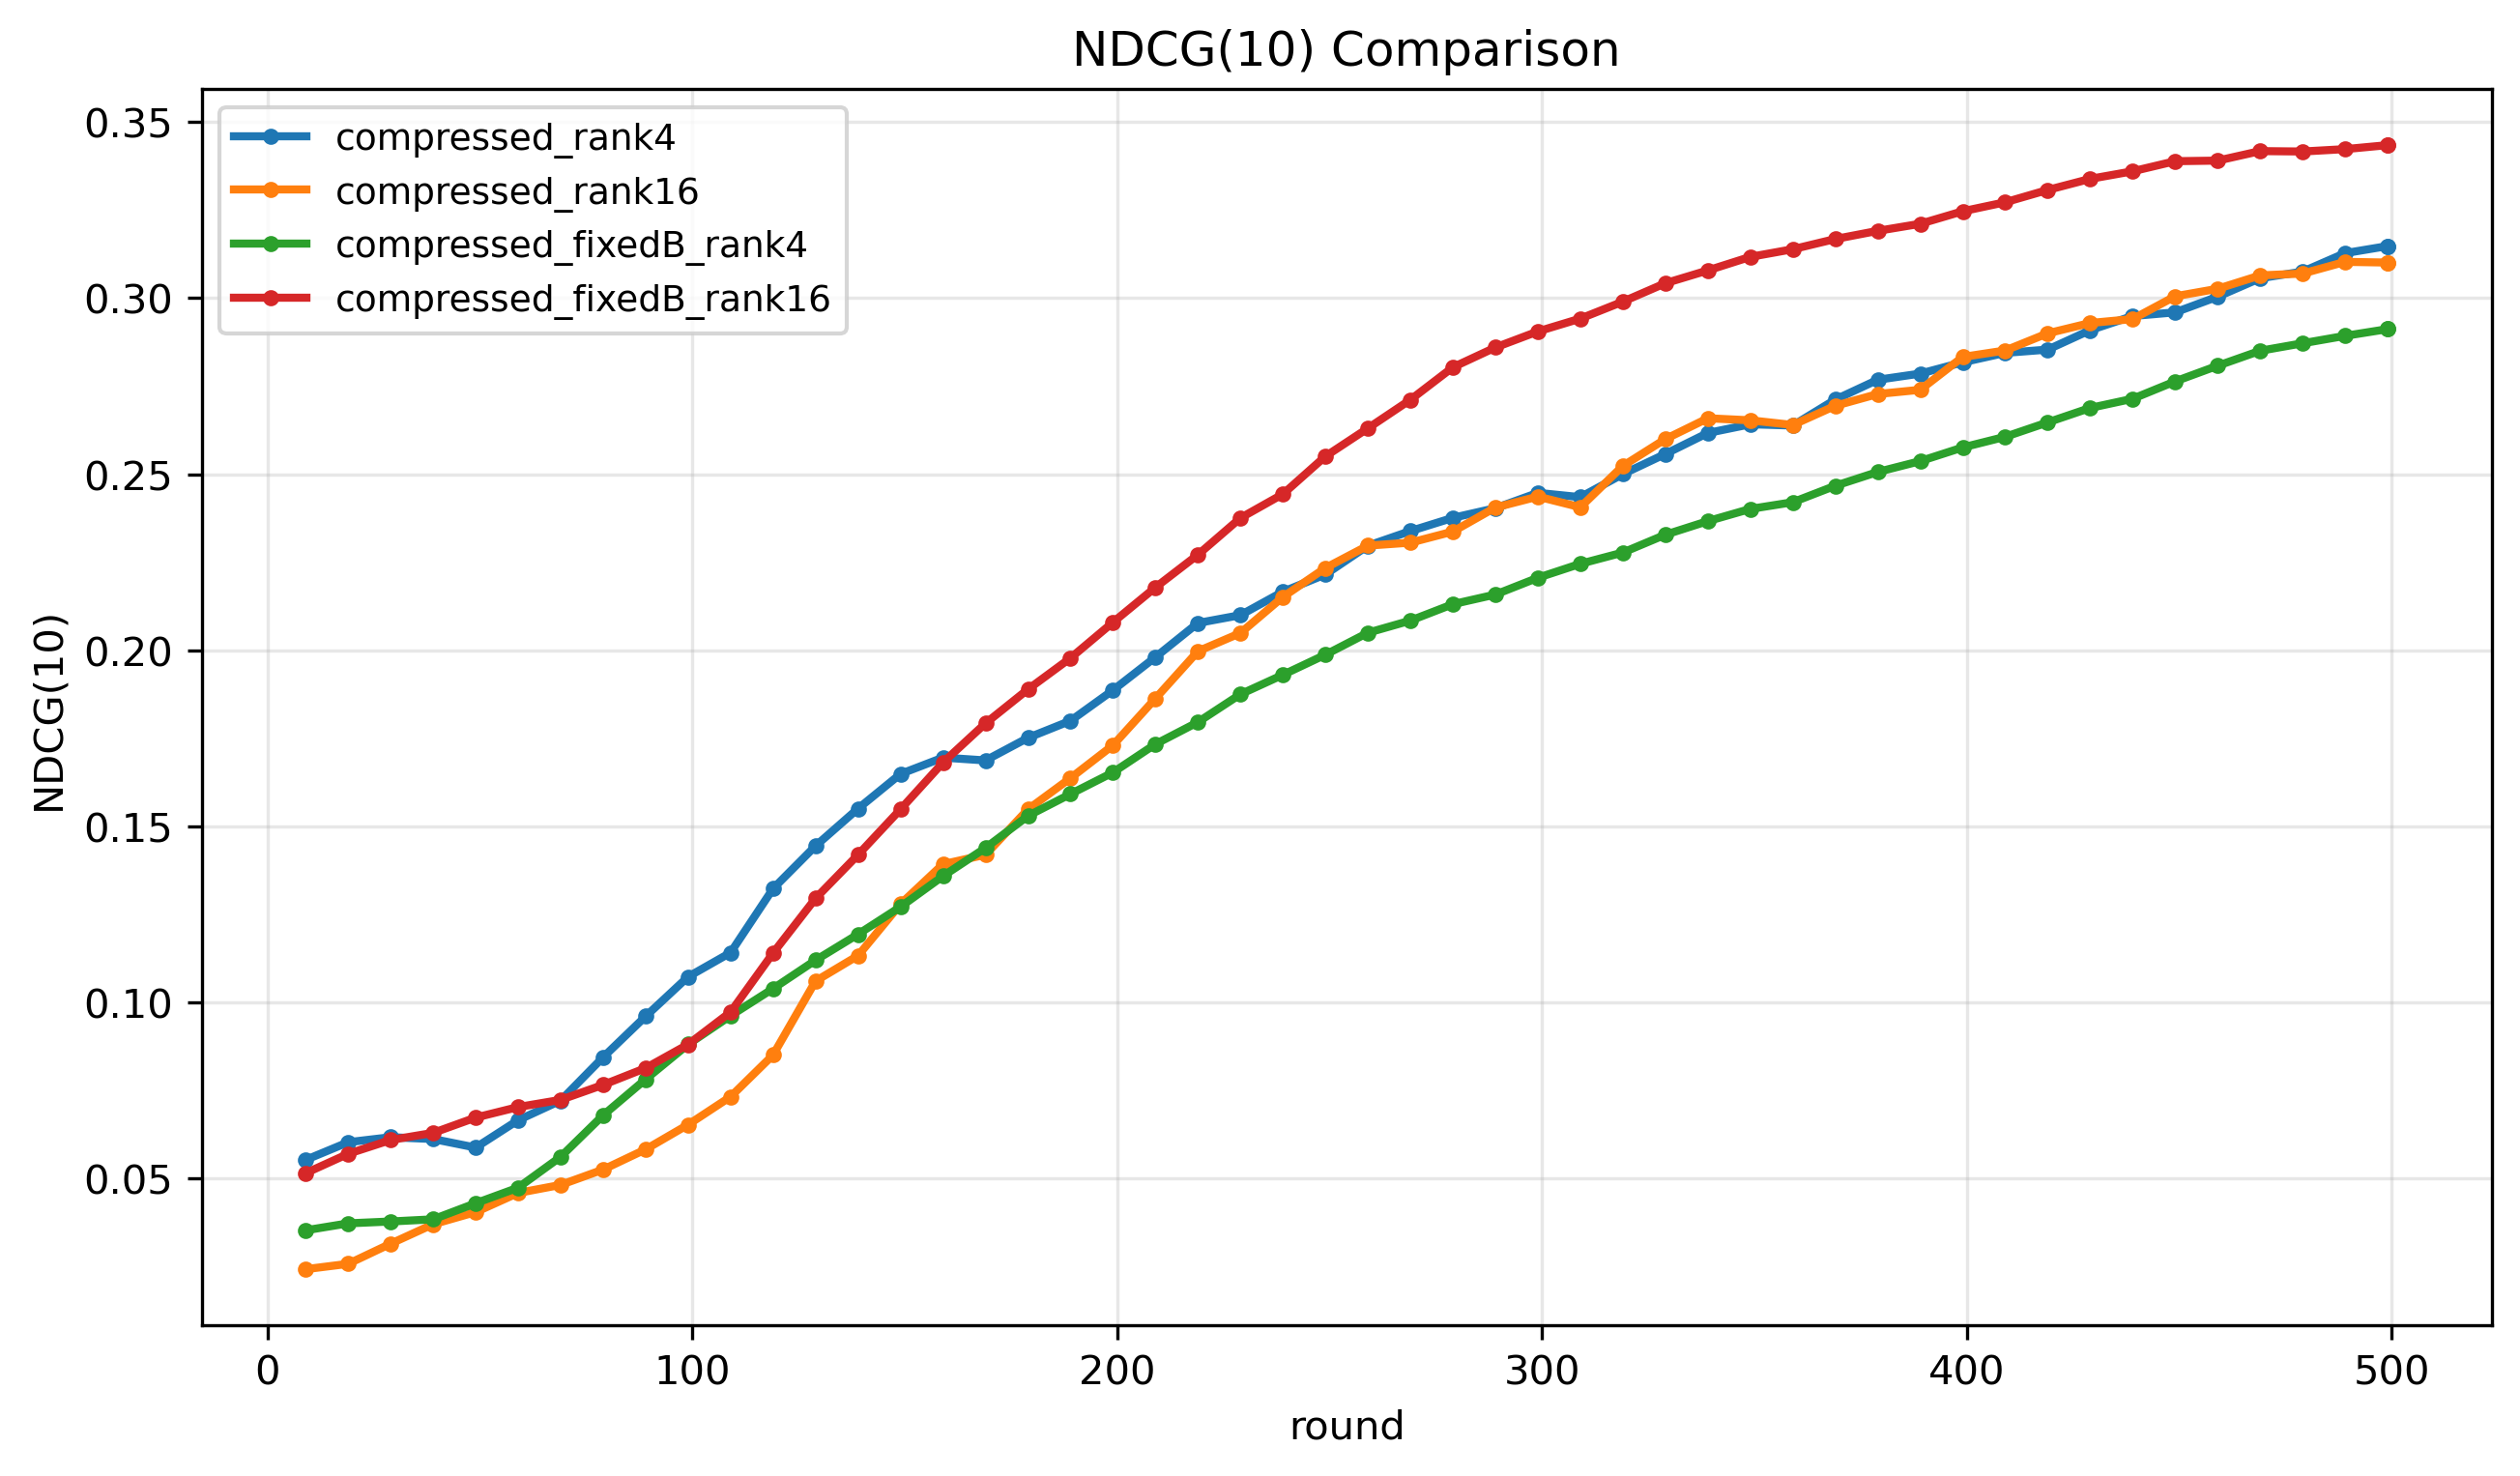 NDCG(10) Comparison
compressed_rank4
compressed_rank16
compressed_fixedB_rank4
compressed_fixedB_rank16
NDCG(10)
0.35
0.30
0.25
0.20
0.15
0.10
0.05
0 100 200 300 400 500
round